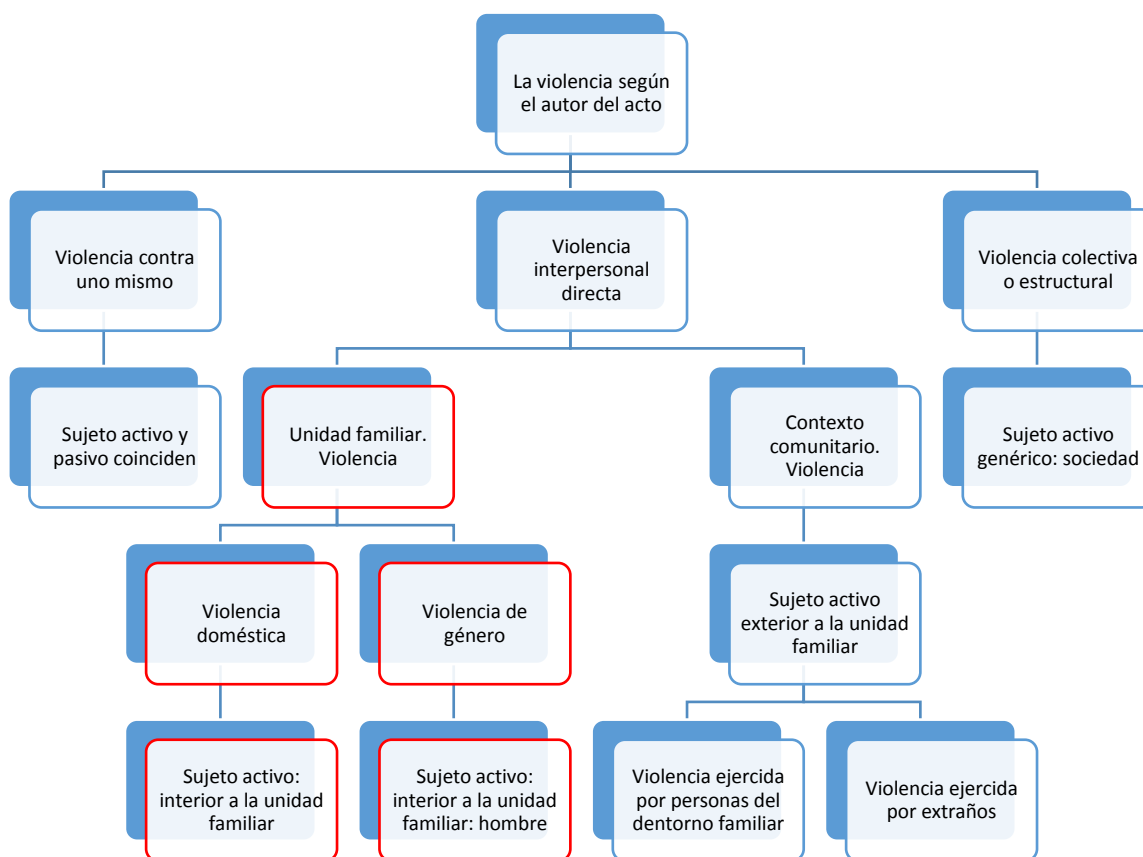 La violencia según
el autor del acto
Violencia contra
uno mismo
Violencia
interpersonal
directa
Violencia colectiva
o estructural
Sujeto activo y
pasivo coinciden
Unidad familiar.
Violencia
Contexto
comunitario.
Violencia
Sujeto activo
genérico: sociedad
Violencia
doméstica
Violencia de
género
Sujeto activo
exterior a la unidad
familiar
Sujeto activo:
interior a la unidad
familiar
Sujeto activo:
interior a la unidad
familiar: hombre
Violencia ejercida
por personas del
dentorno familiar
Violencia ejercida
por extraños